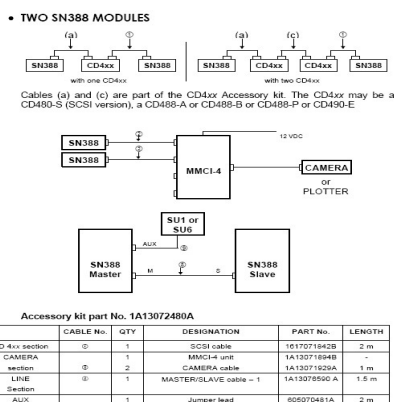 • TWO SN388 MODULES
(a) ① (a) (c) ①
SN388 CD4xx SN388 SN388 CD4xx CD4xx SN388
with one CD4xx with two CD4xx
Cables (a) and (c) are part of the CD4xx Accessory kit. The CD4xx may be a
CD480-S (SCSI version), a CD488-A or CD488-B or CD488-P or CD490-E
12 VDC
SN388
SN388
MMCI-4
CAMERA
or
PLOTTER
SU1 or
SU6
AUX
SN388
Master
M S
SN388
Slave
Accessory kit part No. 1A13072480A
CABLE No. QTY DESIGNATION PART No. LENGTH
D 4xx section ① 1 SCSI cable 1617071842B 2 m
CAMERA 1 MMCI-4 unit 1A13071894B -
section 2 CAMERA cable 1A13071929A 1 m
LINE 1 MASTER/SLAVE cable – 1 1A13076590 A 1.5 m
Section
AUX 1 Jumper lead 605070481A 2 m